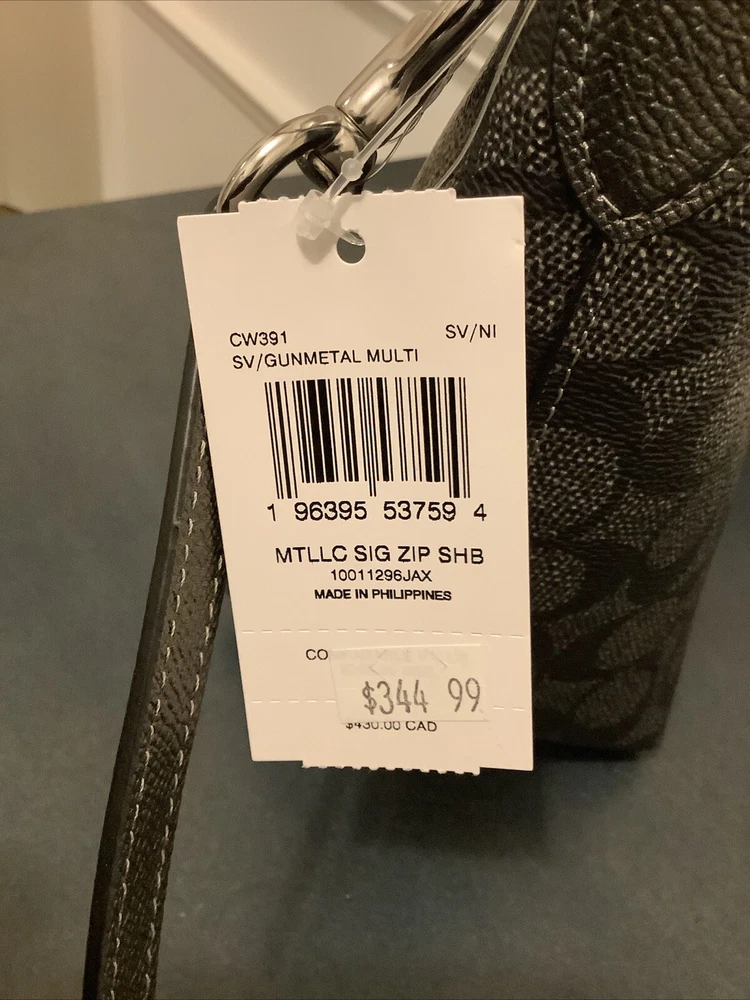 CW391 SV/NI
SV/GUNMETAL MULTI
1 96395 53759 4
MTLLC SIG ZIP SHB
10011296JAX
MADE IN PHILIPPINES
CO
$344 99
$430.00 CAD